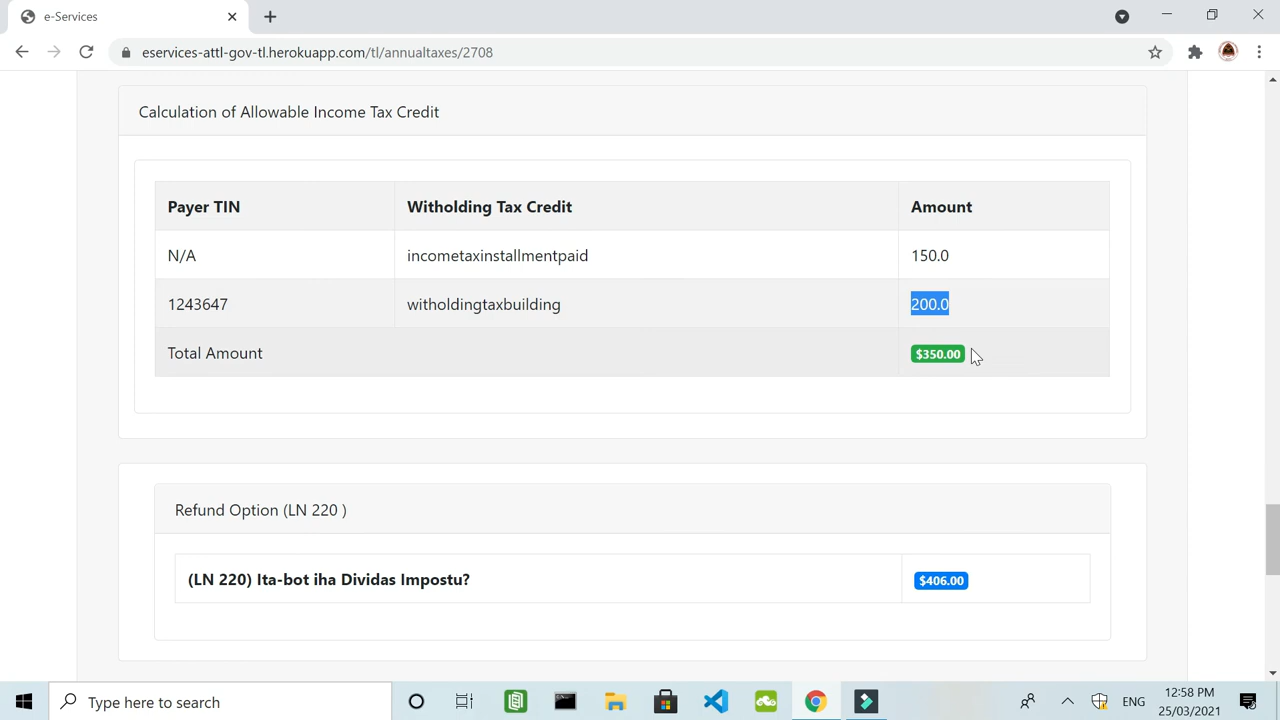 e-Services
eservices-attl-gov-tl.herokuapp.com/tl/annualtaxes/2708
Calculation of Allowable Income Tax Credit
Payer TIN Witholding Tax Credit Amount
N/A incometaxinstallmentpaid 150.0
1243647 witholdingtaxbuilding 200.0
Total Amount $350.00
Refund Option (LN 220 )
(LN 220) Ita-bot iha Dividas Impostu? $406.00
Type here to search
ENG
12:58 PM
25/03/2021